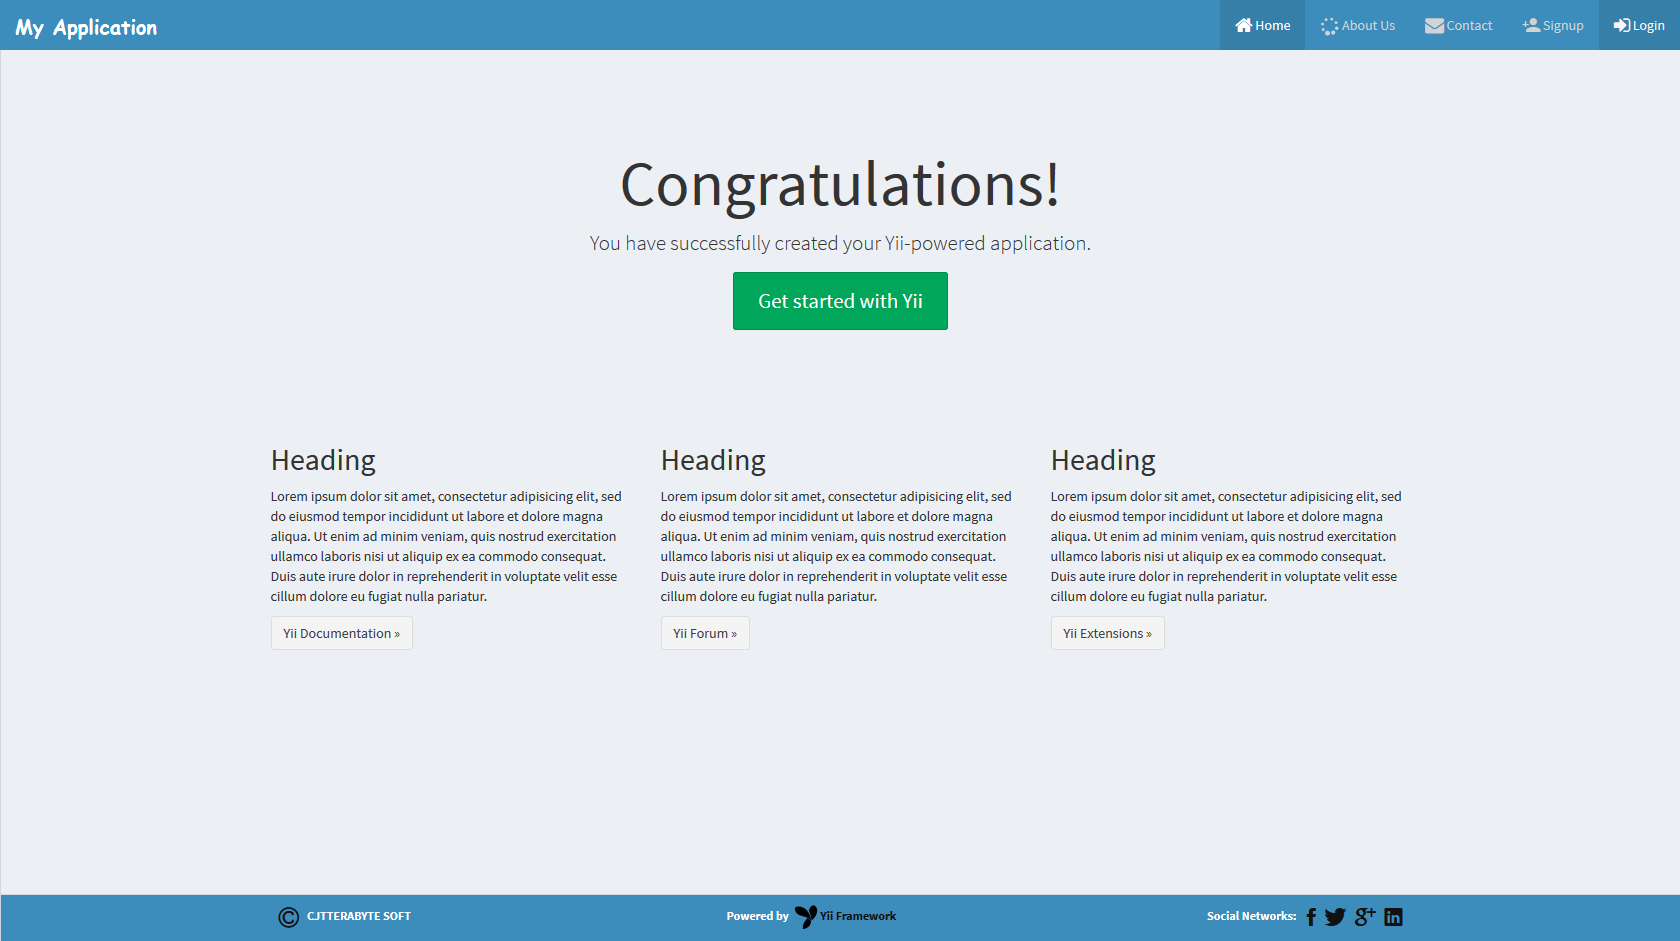 My Application
Home
About Us
Contact
Signup
Login
Congratulations!
You have successfully created your Yii-powered application.
Get started with Yii
Heading
Lorem ipsum dolor sit amet, consectetur adipisicing elit, sed
do eiusmod tempor incididunt ut labore et dolore magna
aliqua. Ut enim ad minim veniam, quis nostrud exercitation
ullamco laboris nisi ut aliquip ex ea commodo consequat.
Duis aute irure dolor in reprehenderit in voluptate velit esse
cillum dolore eu fugiat nulla pariatur.
Yii Documentation »
Heading
Lorem ipsum dolor sit amet, consectetur adipisicing elit, sed
do eiusmod tempor incididunt ut labore et dolore magna
aliqua. Ut enim ad minim veniam, quis nostrud exercitation
ullamco laboris nisi ut aliquip ex ea commodo consequat.
Duis aute irure dolor in reprehenderit in voluptate velit esse
cillum dolore eu fugiat nulla pariatur.
Yii Forum »
Heading
Lorem ipsum dolor sit amet, consectetur adipisicing elit, sed
do eiusmod tempor incididunt ut labore et dolore magna
aliqua. Ut enim ad minim veniam, quis nostrud exercitation
ullamco laboris nisi ut aliquip ex ea commodo consequat.
Duis aute irure dolor in reprehenderit in voluptate velit esse
cillum dolore eu fugiat nulla pariatur.
Yii Extensions »
© CJTTERABYTE SOFT
Powered by Yii Framework
Social Networks: